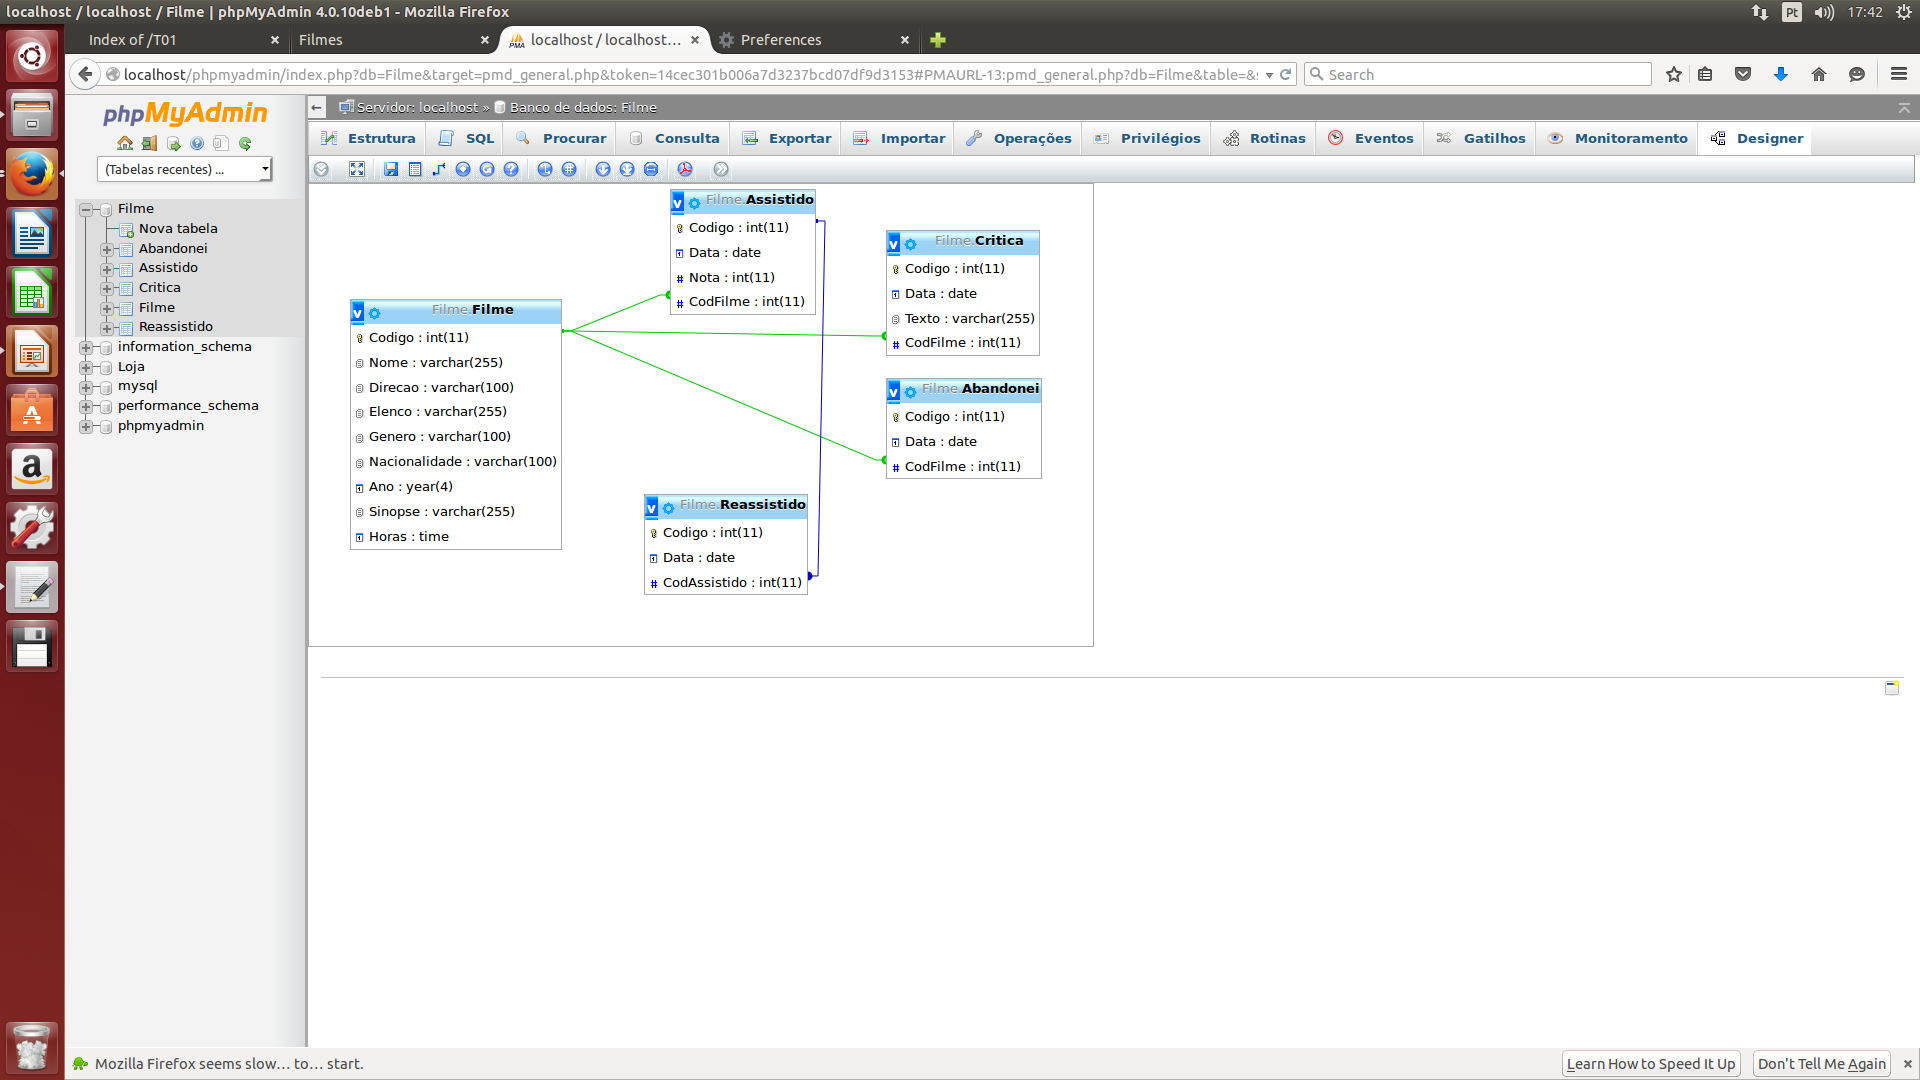 localhost / localhost / Filme | phpMyAdmin 4.0.10deb1 - Mozilla Firefox
Pt
17:42
Index of /T01
Filmes
PMA
localhost / localhost...
Preferences
localhost/phpmyadmin/index.php?db=Filme&target=pmd_general.php&token=14cec301b006a7d3237bcd07df9d3153#PMAURL-13:pmd_general.php?db=Filme&table=&
Search
phpMyAdmin
(Tabelas recentes) ...
Filme
Nova tabela
Abandonei
Assistido
Critica
Filme
Reassistido
information_schema
Loja
mysql
performance_schema
phpmyadmin
Servidor: localhost » Banco de dados: Filme
Estrutura
SQL
Procurar
Consulta
Exportar
Importar
Operações
Privilégios
Rotinas
Eventos
Gatilhos
Monitoramento
Designer
v Filme.Assistido
Codigo : int(11)
Data : date
# Nota : int(11)
# CodFilme : int(11)
v Filme.Critica
Codigo : int(11)
Data : date
Texto : varchar(255)
# CodFilme : int(11)
v Filme.Filme
Codigo : int(11)
Nome : varchar(255)
Direcao : varchar(100)
Elenco : varchar(255)
Genero : varchar(100)
Nacionalidade : varchar(100)
Ano : year(4)
Sinopse : varchar(255)
Horas : time
v Filme.Abandonei
Codigo : int(11)
Data : date
# CodFilme : int(11)
v Filme.Reassistido
Codigo : int(11)
Data : date
# CodAssistido : int(11)
Mozilla Firefox seems slow... to... start.
Learn How to Speed It Up
Don't Tell Me Again